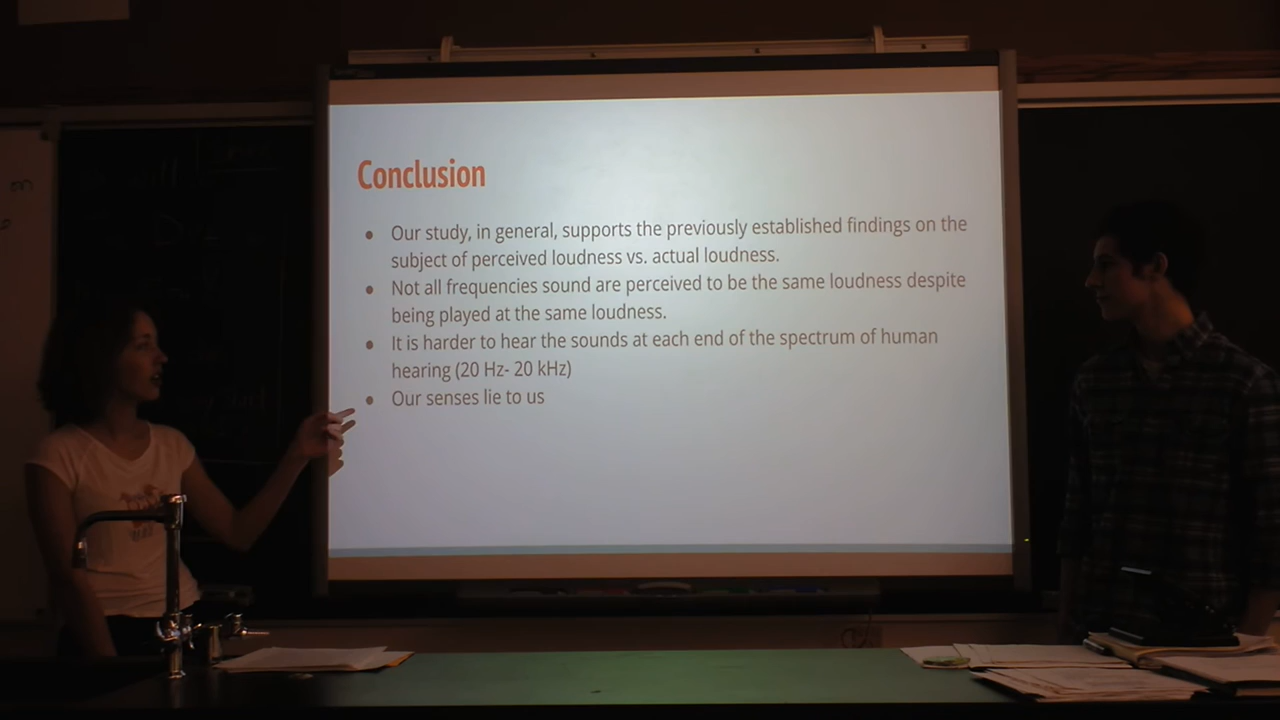 Conclusion
● Our study, in general, supports the previously established findings on the
subject of perceived loudness vs. actual loudness.
● Not all frequencies sound are perceived to be the same loudness despite
being played at the same loudness.
● It is harder to hear the sounds at each end of the spectrum of human
hearing (20 Hz- 20 kHz)
● Our senses lie to us